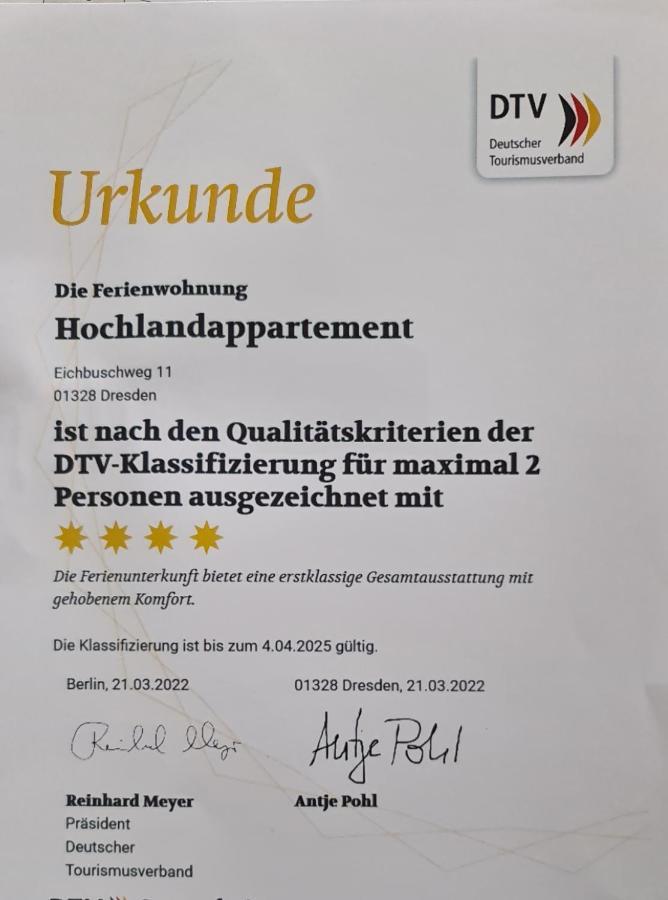 DTV
Deutscher
Tourismusverband
Urkunde
Die Ferienwohnung
Hochlandappartement
Eichbuschweg 11
01328 Dresden
ist nach den Qualitätskriterien der
DTV-Klassifizierung für maximal 2
Personen ausgezeichnet mit
Die Ferienunterkunft bietet eine erstklassige Gesamtausstattung mit
gehobenem Komfort.
Die Klassifizierung ist bis zum 4.04.2025 gültig.
Berlin, 21.03.2022
01328 Dresden, 21.03.2022
Reinhard Meyer
Antje Pohl
Reinhard Meyer
Antje Pohl
Präsident
Deutscher
Tourismusverband